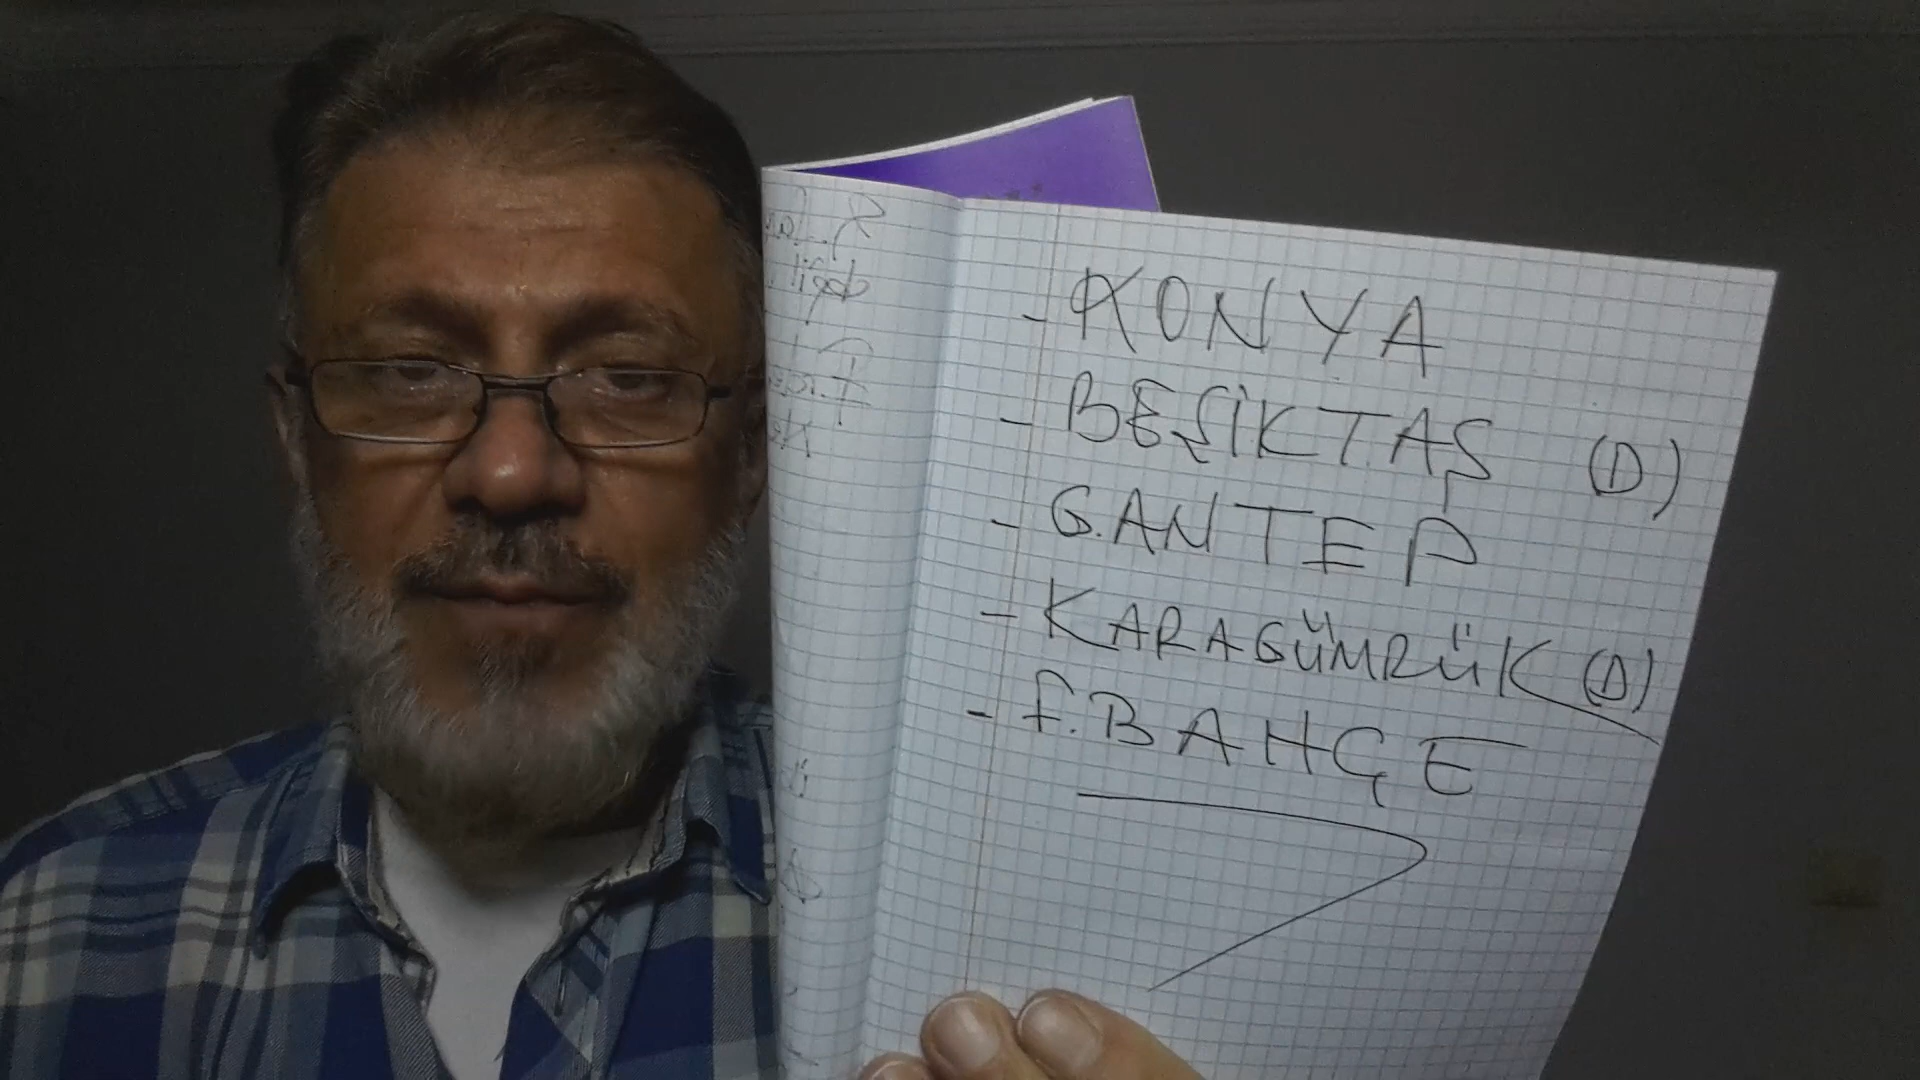 - KONYA
- BEŞİKTAŞ (D)
- G.ANTEP
- KARAGÜMRÜK (D)
- F.BAHÇE